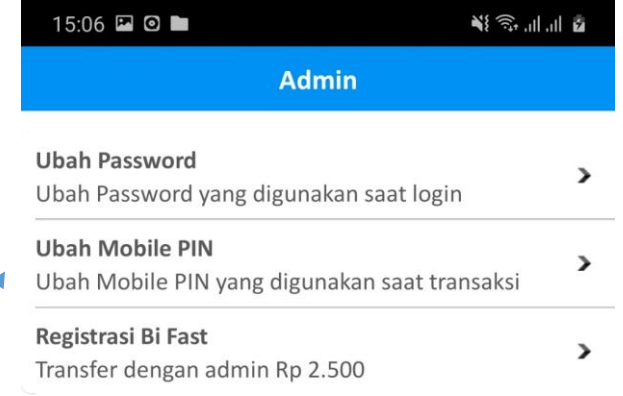 15:06
Admin
Ubah Password
Ubah Password yang digunakan saat login
Ubah Mobile PIN
Ubah Mobile PIN yang digunakan saat transaksi
Registrasi Bi Fast
Transfer dengan admin Rp 2.500